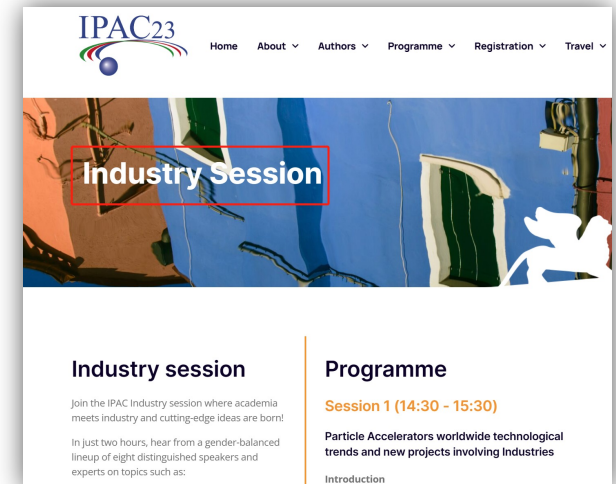 IPAC23
Home About Authors Programme Registration Travel
Industry Session
Industry session
Join the IPAC Industry session where academia
meets industry and cutting-edge ideas are born!
In just two hours, hear from a gender-balanced
lineup of eight distinguished speakers and
experts on topics such as:
Programme
Session 1 (14:30 - 15:30)
Particle Accelerators worldwide technological
trends and new projects involving Industries
Introduction